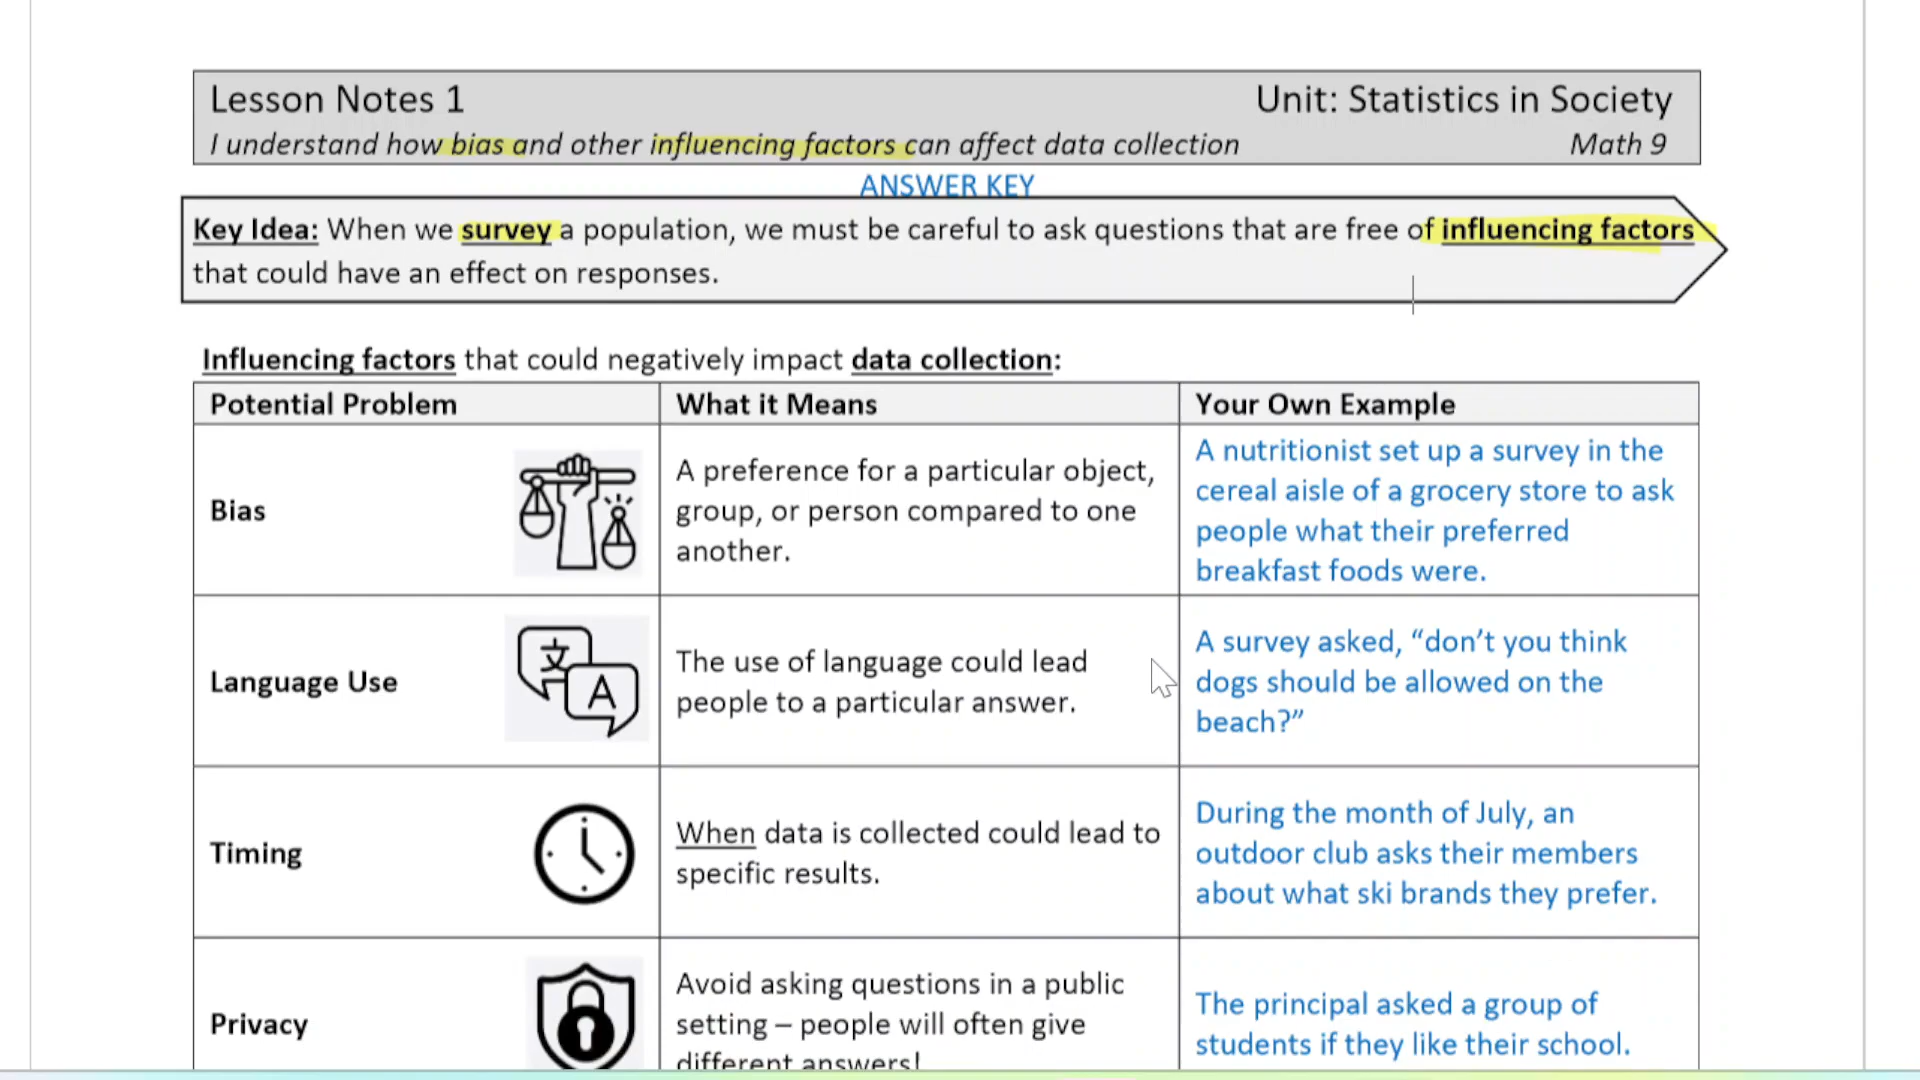 Lesson Notes 1 Unit: Statistics in Society
I understand how bias and other influencing factors can affect data collection Math 9
ANSWER KEY
Key Idea: When we survey a population, we must be careful to ask questions that are free of influencing factors
that could have an effect on responses.
Influencing factors that could negatively impact data collection:
Potential Problem What it Means Your Own Example
Bias
A preference for a particular object,
group, or person compared to one
another.
A nutritionist set up a survey in the
cereal aisle of a grocery store to ask
people what their preferred
breakfast foods were.
Language Use
文
A
The use of language could lead
people to a particular answer.
A survey asked, “don’t you think
dogs should be allowed on the
beach?”
Timing
When data is collected could lead to
specific results.
During the month of July, an
outdoor club asks their members
about what ski brands they prefer.
Privacy
Avoid asking questions in a public
setting – people will often give
different answers!
The principal asked a group of
students if they like their school.